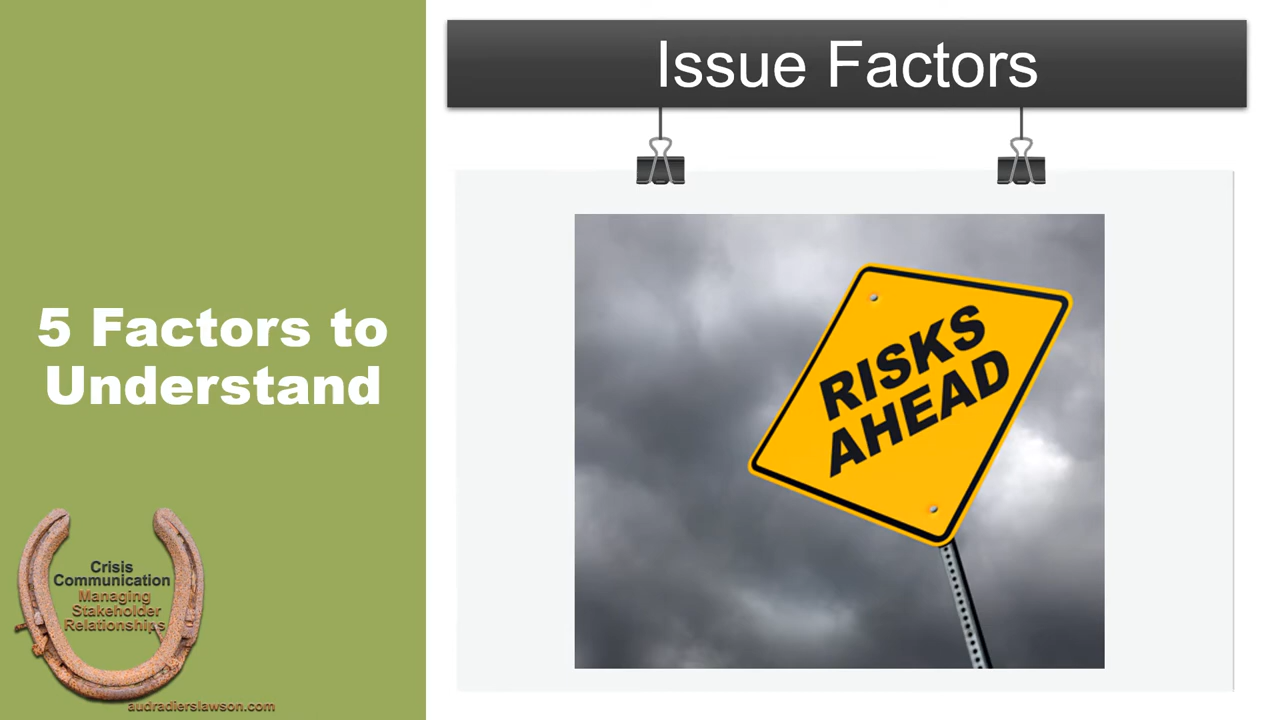 Issue Factors
5 Factors to
Understand
RISKS
AHEAD
Crisis
Communication
Managing
Stakeholder
Relationships
audradierslawson.com